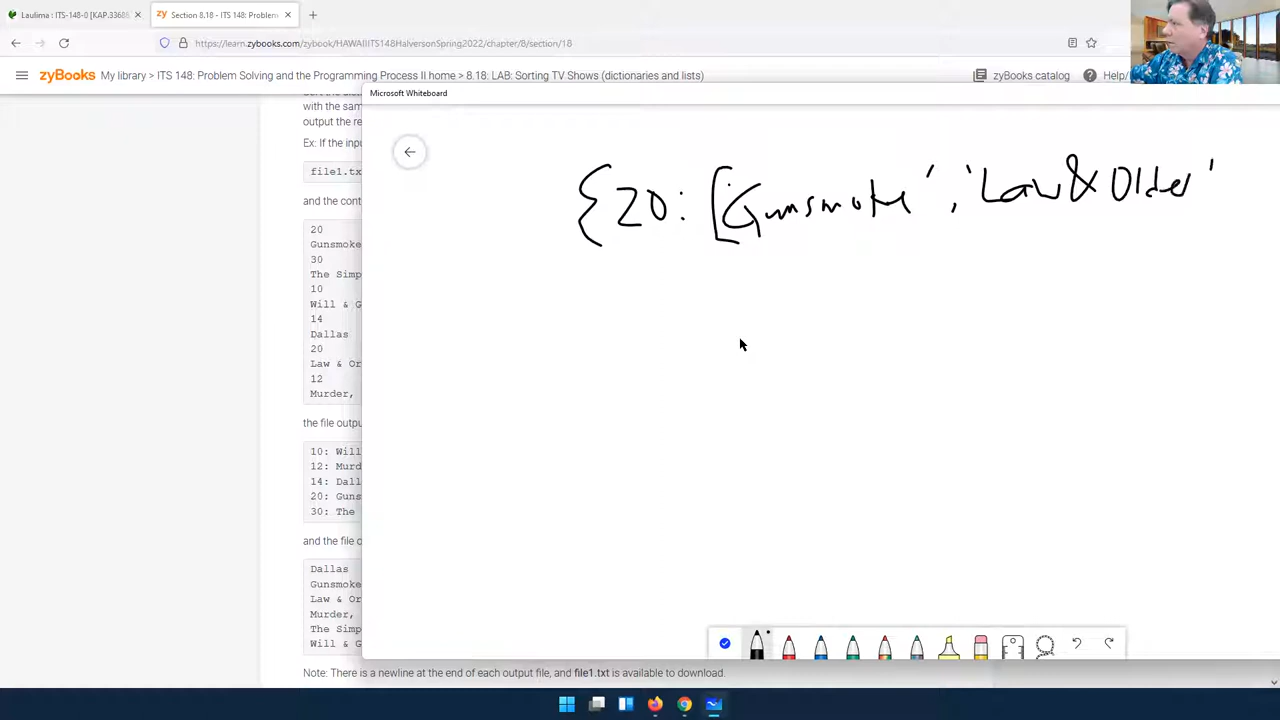 Laulima : ITS-148-0 [KAP.33688
Section 8.18 - ITS 148: Problem
https://learn.zybooks.com/zybook/HAWAIIITS148HalversonSpring2022/chapter/8/section/18
zyBooks My library > ITS 148: Problem Solving and the Programming Process II home > 8.18: LAB: Sorting TV Shows (dictionaries and lists)
zyBooks catalog
Help/
Microsoft Whiteboard
with the sam
output the re
Ex: If the inpu
file1.tx
and the cont
20
Gunsmoke
30
The Simp
10
Will & G
14
Dallas
20
Law & Or
12
Murder,
the file outpu
10: Will
12: Murd
14: Dall
20: Guns
30: The
and the file o
Dallas
Gunsmoke
Law & Or
Murder,
The Simp
Will & G
Note: There is a newline at the end of each output file, and file1.txt is available to download.
{20: ['Gunsmoke', 'Law & Order'